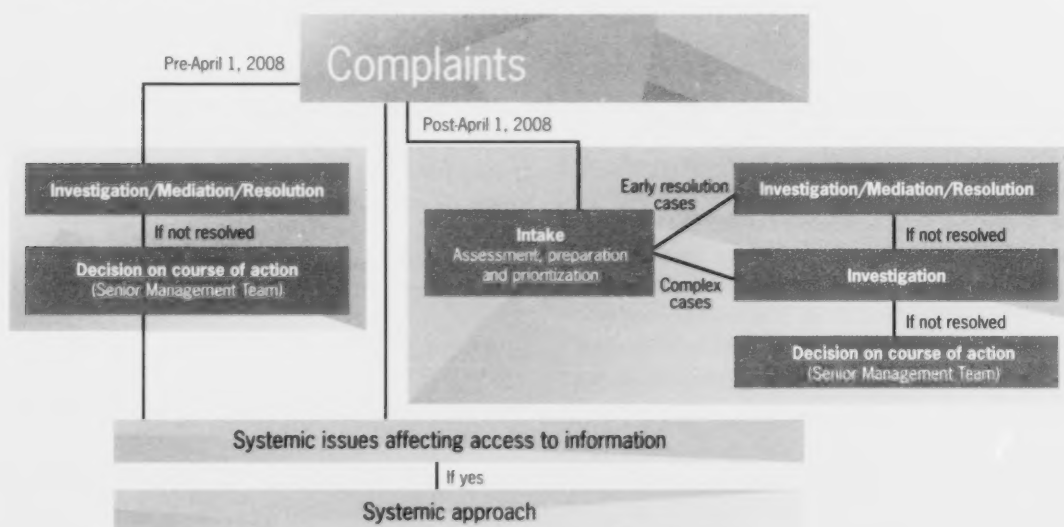 Complaints
Pre-April 1, 2008
Post-April 1, 2008
Investigation/Mediation/Resolution
If not resolved
Decision on course of action
(Senior Management Team)
Intake
Assessment, preparation
and prioritization
Early resolution
cases
Complex
cases
Investigation/Mediation/Resolution
If not resolved
Investigation
If not resolved
Decision on course of action
(Senior Management Team)
Systemic issues affecting access to information
If yes
Systemic approach